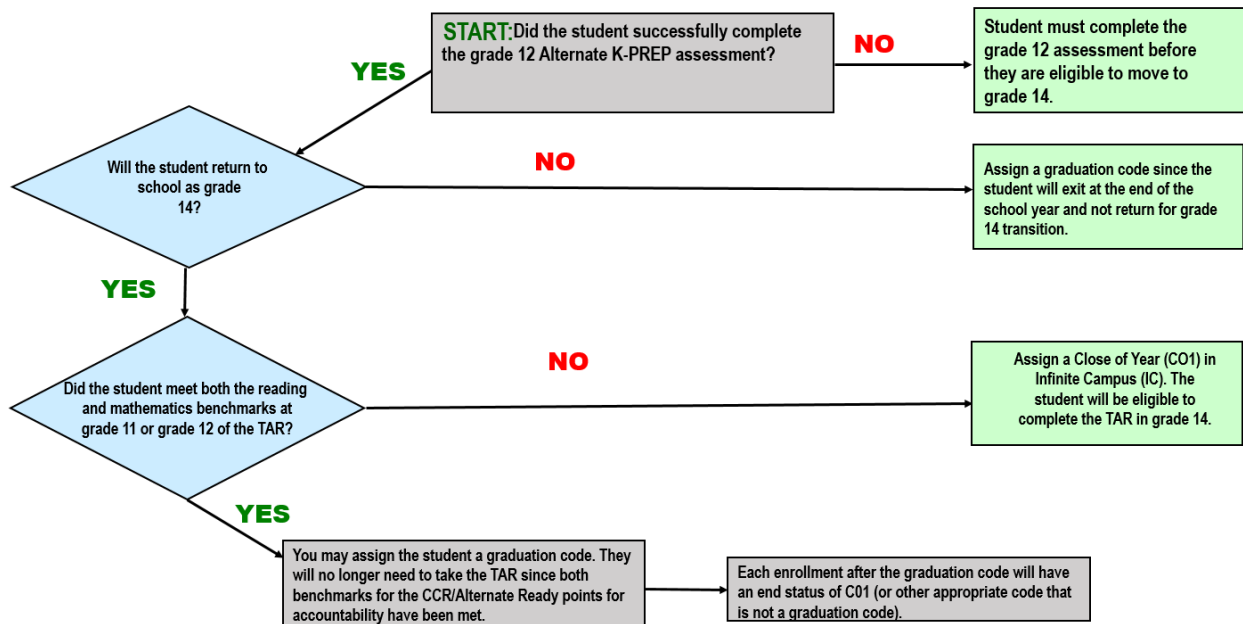 START:Did the student successfully complete
the grade 12 Alternate K-PREP assessment?
NO
Student must complete
the grade 12 assessment before
they are eligible to move to
grade 14.
YES
Will the student return to
school as grade
14?
NO
Assign a graduation code since the
student will exit at the end of the
school year and not return for grade
14 transition.
YES
Did the student meet both the reading
and mathematics benchmarks at
grade 11 or grade 12 of the TAR?
NO
Assign a Close of Year (CO1) in
Infinite Campus (IC). The
student will be eligible to
complete the TAR in grade 14.
YES
You may assign the student a graduation code. They
will no longer need to take the TAR since both
benchmarks for the CCR/Alternate Ready points for
accountability have been met.
Each enrollment after the graduation code will have
an end status of C01 (or other appropriate code that
is not a graduation code).